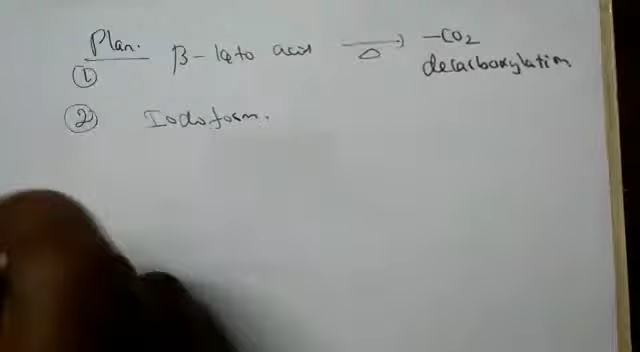 Plan.
① β-keto acid →Δ -CO2
decarboxylation
② Iodoform.